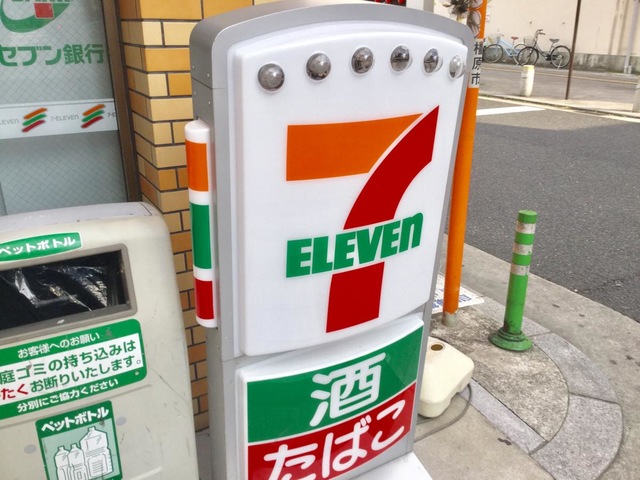 セブン銀行
ELEVEN
7-ELEVEN
ペットボトル
お客様へのお願い
庭ゴミの持ち込みは
たくお断りいたします。
分別にご協力ください
ペットボトル
7
ELEVEn
酒
たばこ